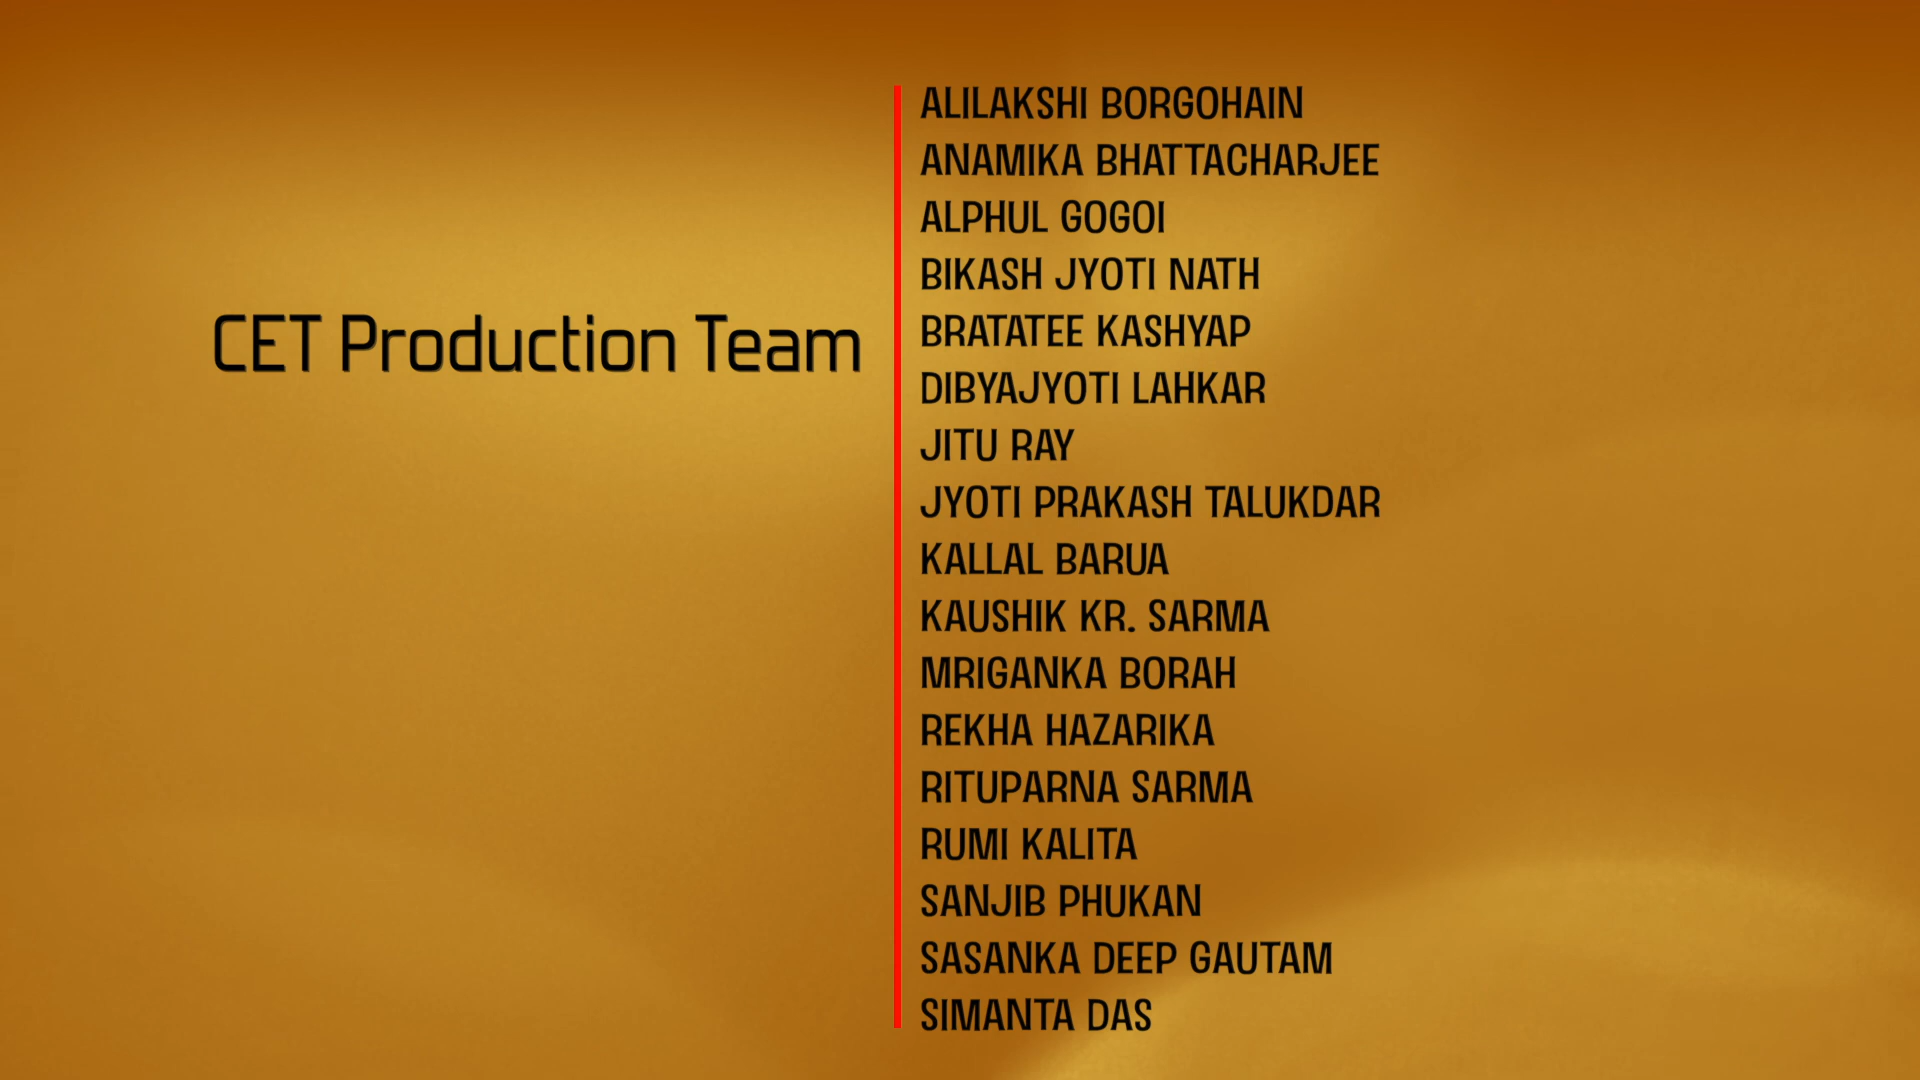 CET Production Team
ALILAKSHI BORGOHAIN
ANAMIKA BHATTACHARJEE
ALPHUL GOGOI
BIKASH JYOTI NATH
BRATATEE KASHYAP
DIBYAJYOTI LAHKAR
JITU RAY
JYOTI PRAKASH TALUKDAR
KALLAL BARUA
KAUSHIK KR. SARMA
MRIGANKA BORAH
REKHA HAZARIKA
RITUPARNA SARMA
RUMI KALITA
SANJIB PHUKAN
SASANKA DEEP GAUTAM
SIMANTA DAS